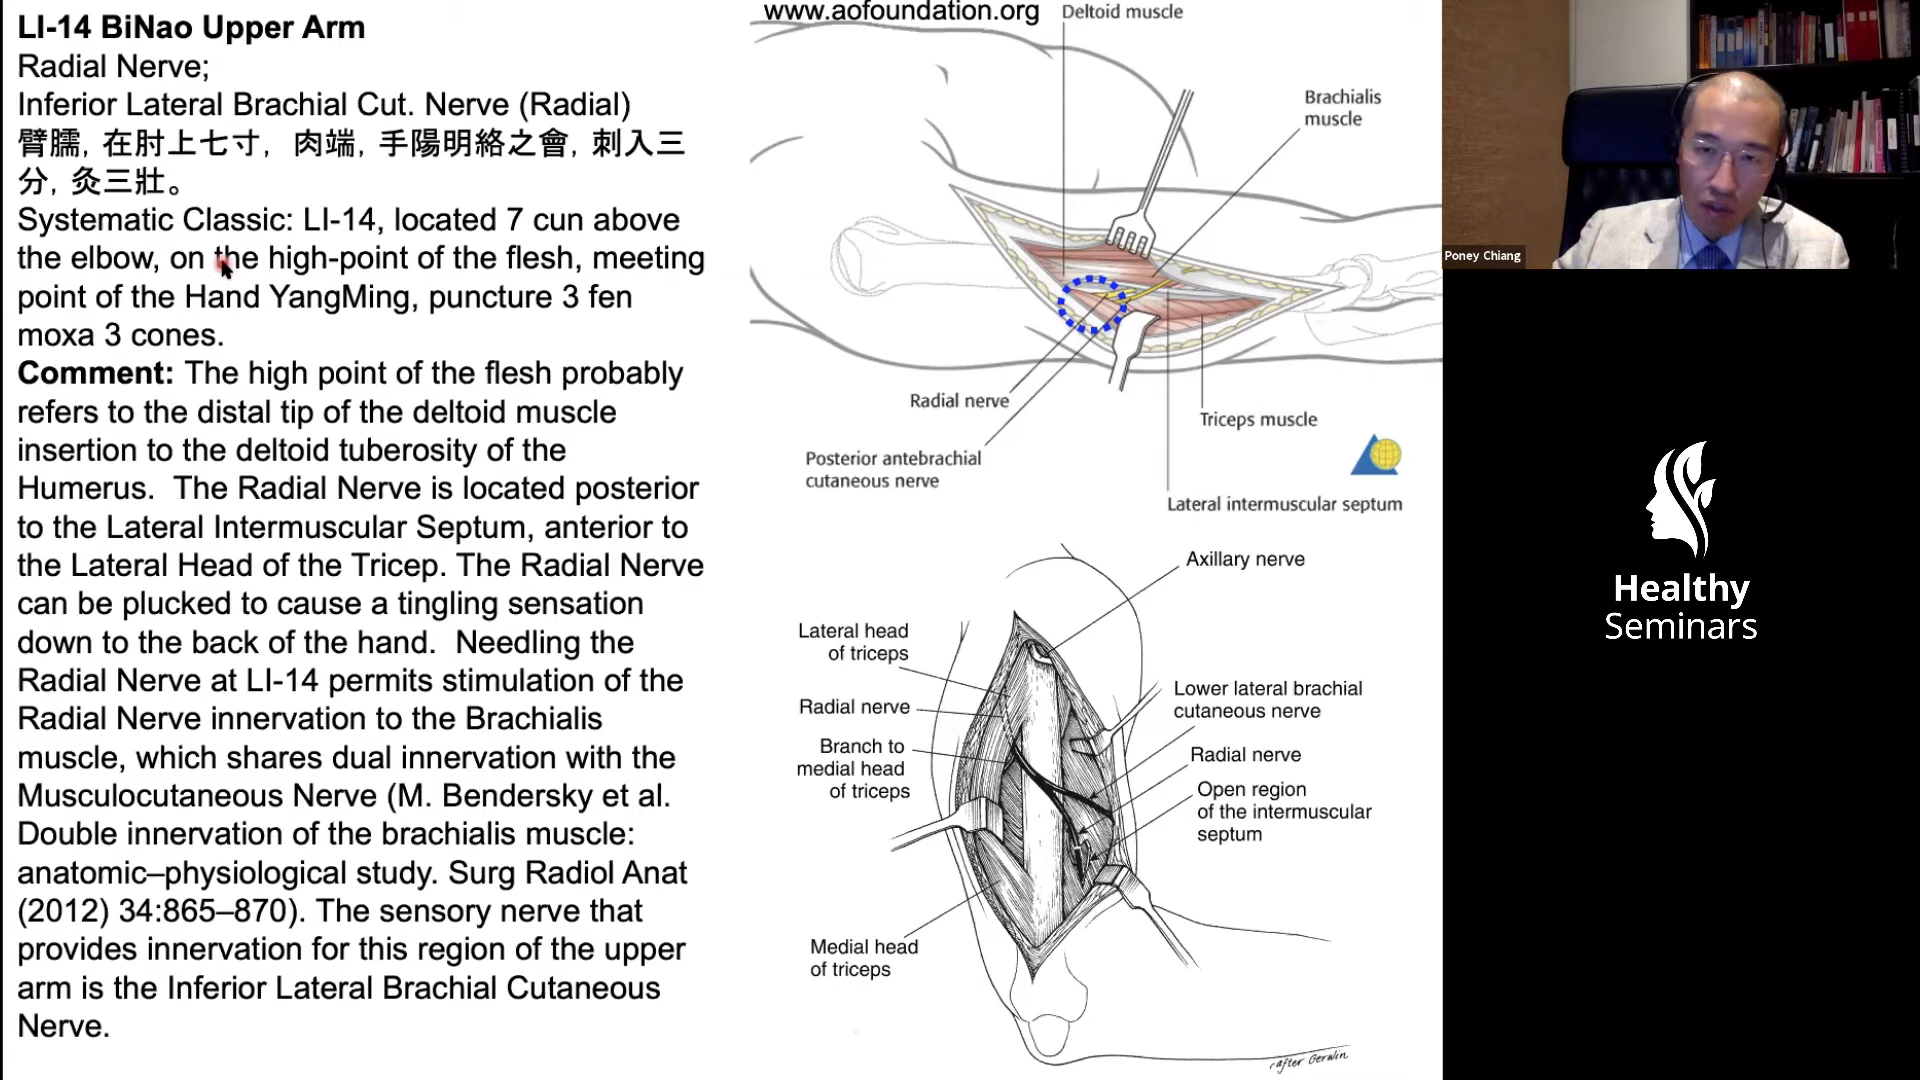 LI-14 BiNao Upper Arm
Radial Nerve;
Inferior Lateral Brachial Cut. Nerve (Radial)
臂臑, 在肘上七寸, 肉端, 手陽明絡之會, 刺入三
分, 灸三壯。
Systematic Classic: LI-14, located 7 cun above
the elbow, on the high-point of the flesh, meeting
point of the Hand YangMing, puncture 3 fen
moxa 3 cones.
Comment: The high point of the flesh probably
refers to the distal tip of the deltoid muscle
insertion to the deltoid tuberosity of the
Humerus.  The Radial Nerve is located posterior
to the Lateral Intermuscular Septum, anterior to
the Lateral Head of the Tricep. The Radial Nerve
can be plucked to cause a tingling sensation
down to the back of the hand.  Needling the
Radial Nerve at LI-14 permits stimulation of the
Radial Nerve innervation to the Brachialis
muscle, which shares dual innervation with the
Musculocutaneous Nerve (M. Bendersky et al.
Double innervation of the brachialis muscle:
anatomic–physiological study. Surg Radiol Anat
(2012) 34:865–870). The sensory nerve that
provides innervation for this region of the upper
arm is the Inferior Lateral Brachial Cutaneous
Nerve.
www.aofoundation.org
Deltoid muscle
Brachialis
muscle
Radial nerve
Triceps muscle
Posterior antebrachial
cutaneous nerve
Lateral intermuscular septum
Axillary nerve
Lateral head
of triceps
Radial nerve
Branch to
medial head
of triceps
Lower lateral brachial
cutaneous nerve
Radial nerve
Open region
of the intermuscular
septum
Medial head
of triceps
after Gerwin
Poney Chiang
Healthy
Seminars